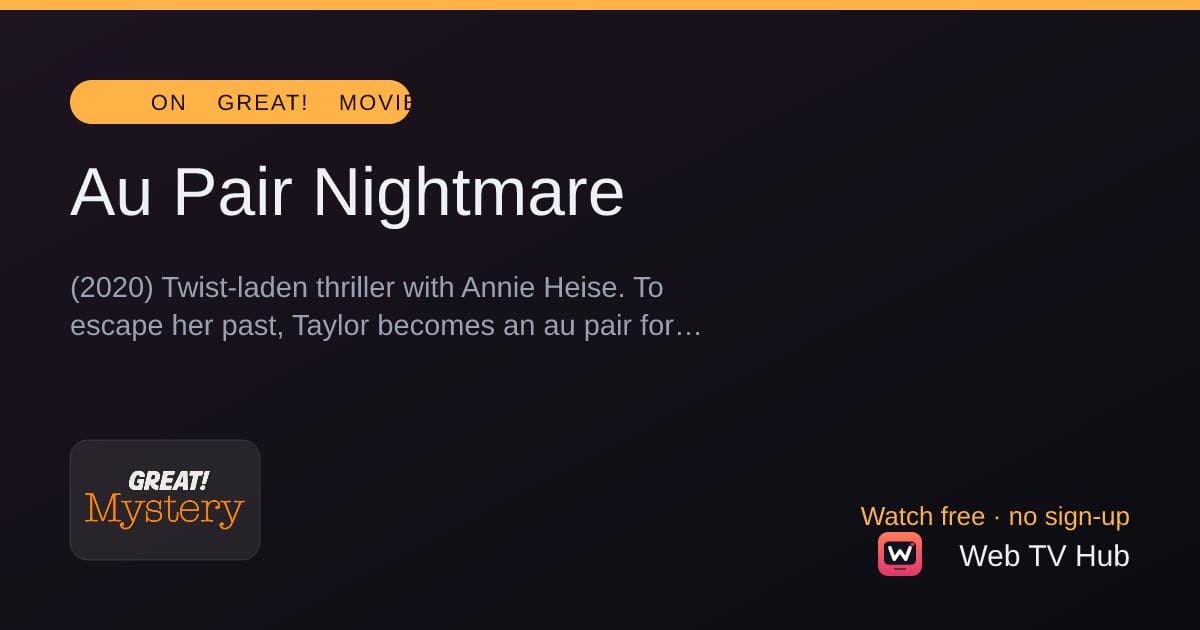 ON GREAT! MOVIE
Au Pair Nightmare
(2020) Twist-laden thriller with Annie Heise. To
escape her past, Taylor becomes an au pair for…
GREAT!
Mystery
Watch free · no sign-up
W
Web TV Hub